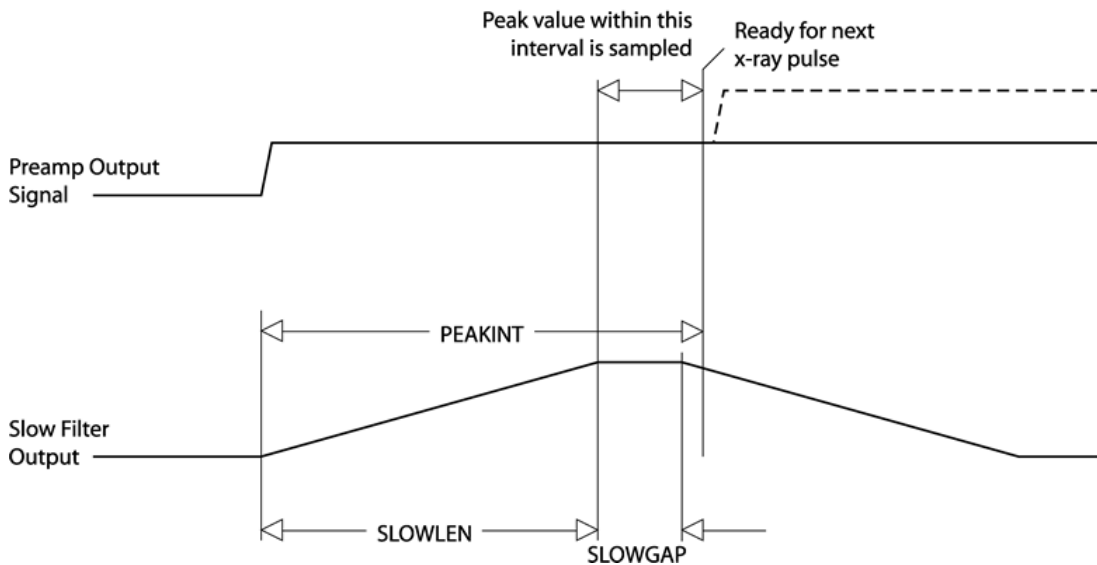 Peak value within this
interval is sampled
Ready for next
x-ray pulse
Preamp Output
Signal
PEAKINT
Slow Filter
Output
SLOWLEN
SLOWGAP